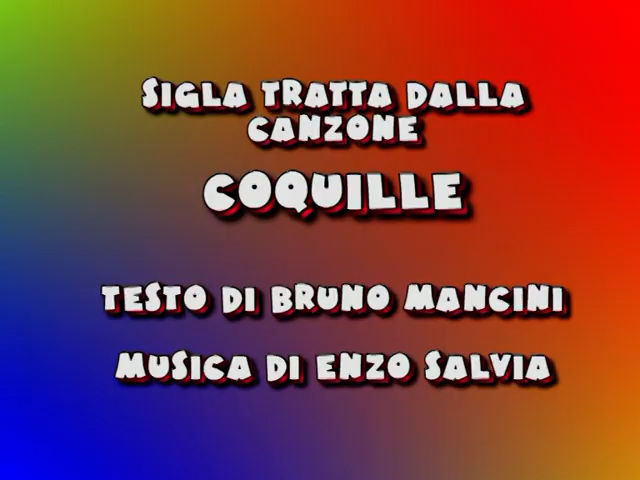 SIGLA TRATTA DALLA
CANZONE
COQUILLE
TESTO DI BRUNO MANCINI
MUSICA DI ENZO SALVIA